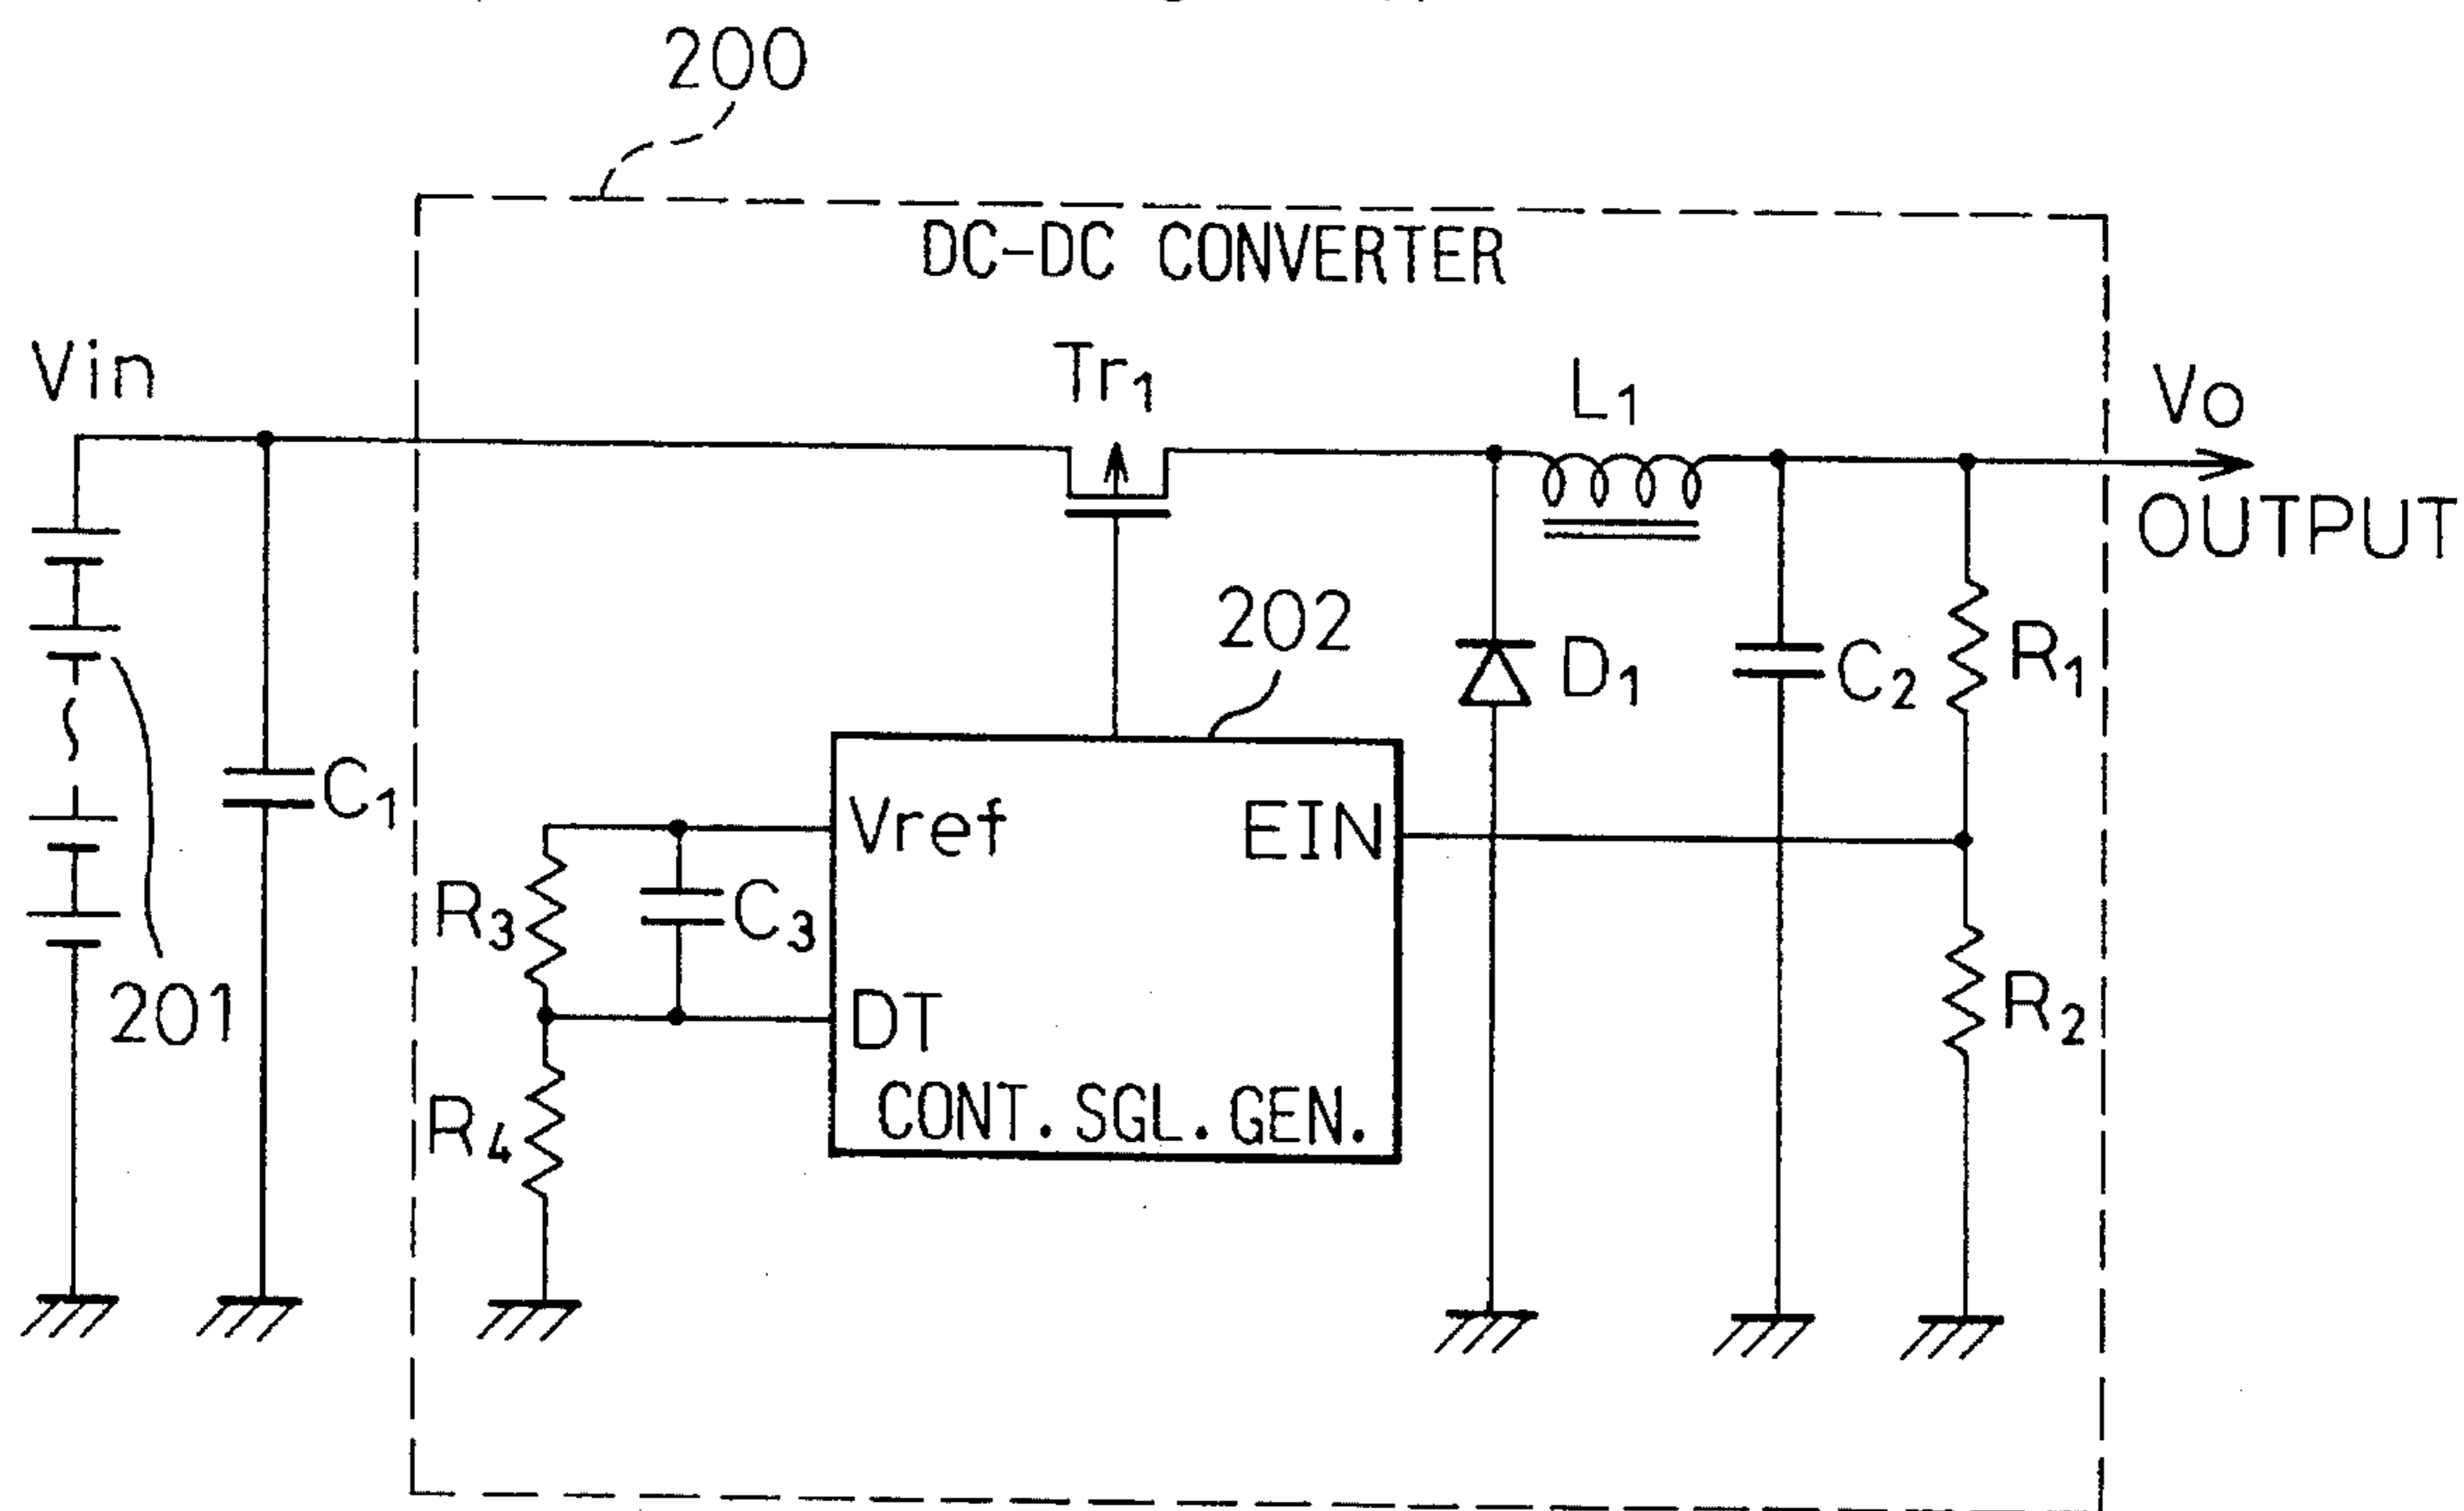 200
DC-DC CONVERTER
Vin
Tr₁
L₁
Vo
OUTPUT
202
D₁
C₂
R₁
C₁
Vref
EIN
R₃
C₃
201
DT
R₂
R₄
CONT. SGL. GEN.